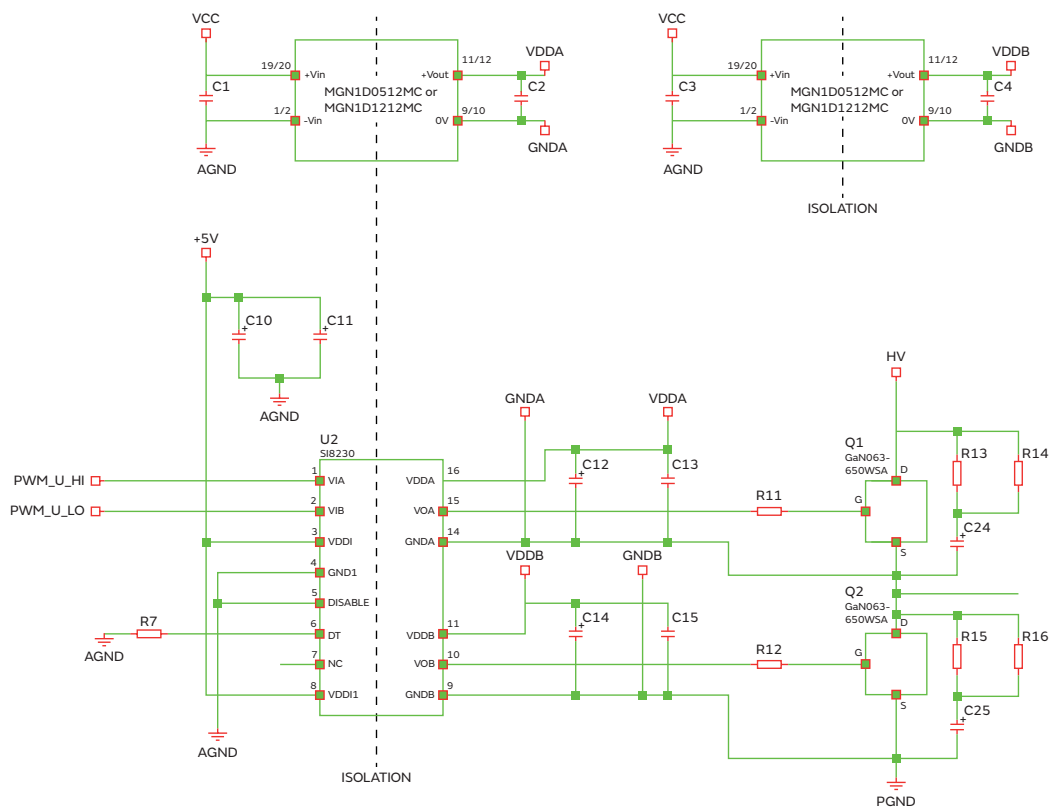 VCC
VDDA
19/20
+Vin
+Vout
11/12
C1
MGN1D0512MC or
MGN1D1212MC
C2
1/2
-Vin
0V
9/10
AGND
GNDA
VCC
VDDB
19/20
+Vin
+Vout
11/12
C3
MGN1D0512MC or
MGN1D1212MC
C4
1/2
-Vin
0V
9/10
AGND
GNDB
ISOLATION
+5V
+
C10
+
C11
AGND
HV
GNDA
VDDA
U2
SI8230
Q1
GaN063-
650WSA
D
G
S
R13
R14
+
C12
C13
PWM_U_HI
1
VIA
VDDA
16
PWM_U_LO
2
VIB
VOA
15
R11
3
VDDI
GNDA
14
+
C24
VDDB
GNDB
4
GND1
5
DISABLE
+
C14
C15
Q2
GaN063-
650WSA
D
G
S
R15
R16
R7
AGND
6
DT
VDDB
11
7
NC
VOB
10
R12
8
VDDI1
GNDB
9
+
C25
AGND
ISOLATION
PGND